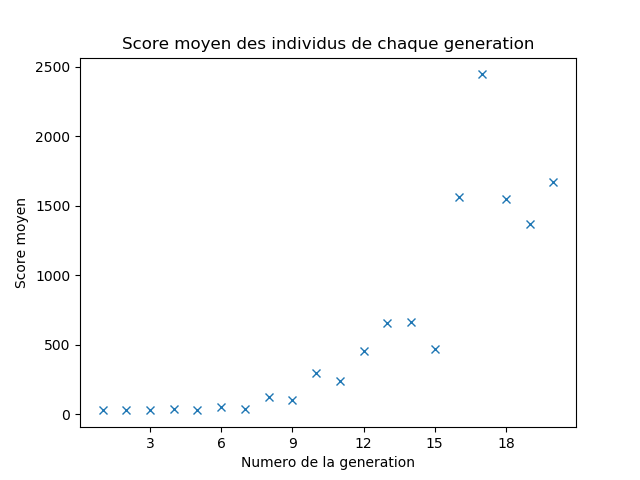 Score moyen des individus de chaque generation
2500
2000
1500
1000
500
0
Score moyen
3 6 9 12 15 18
Numero de la generation